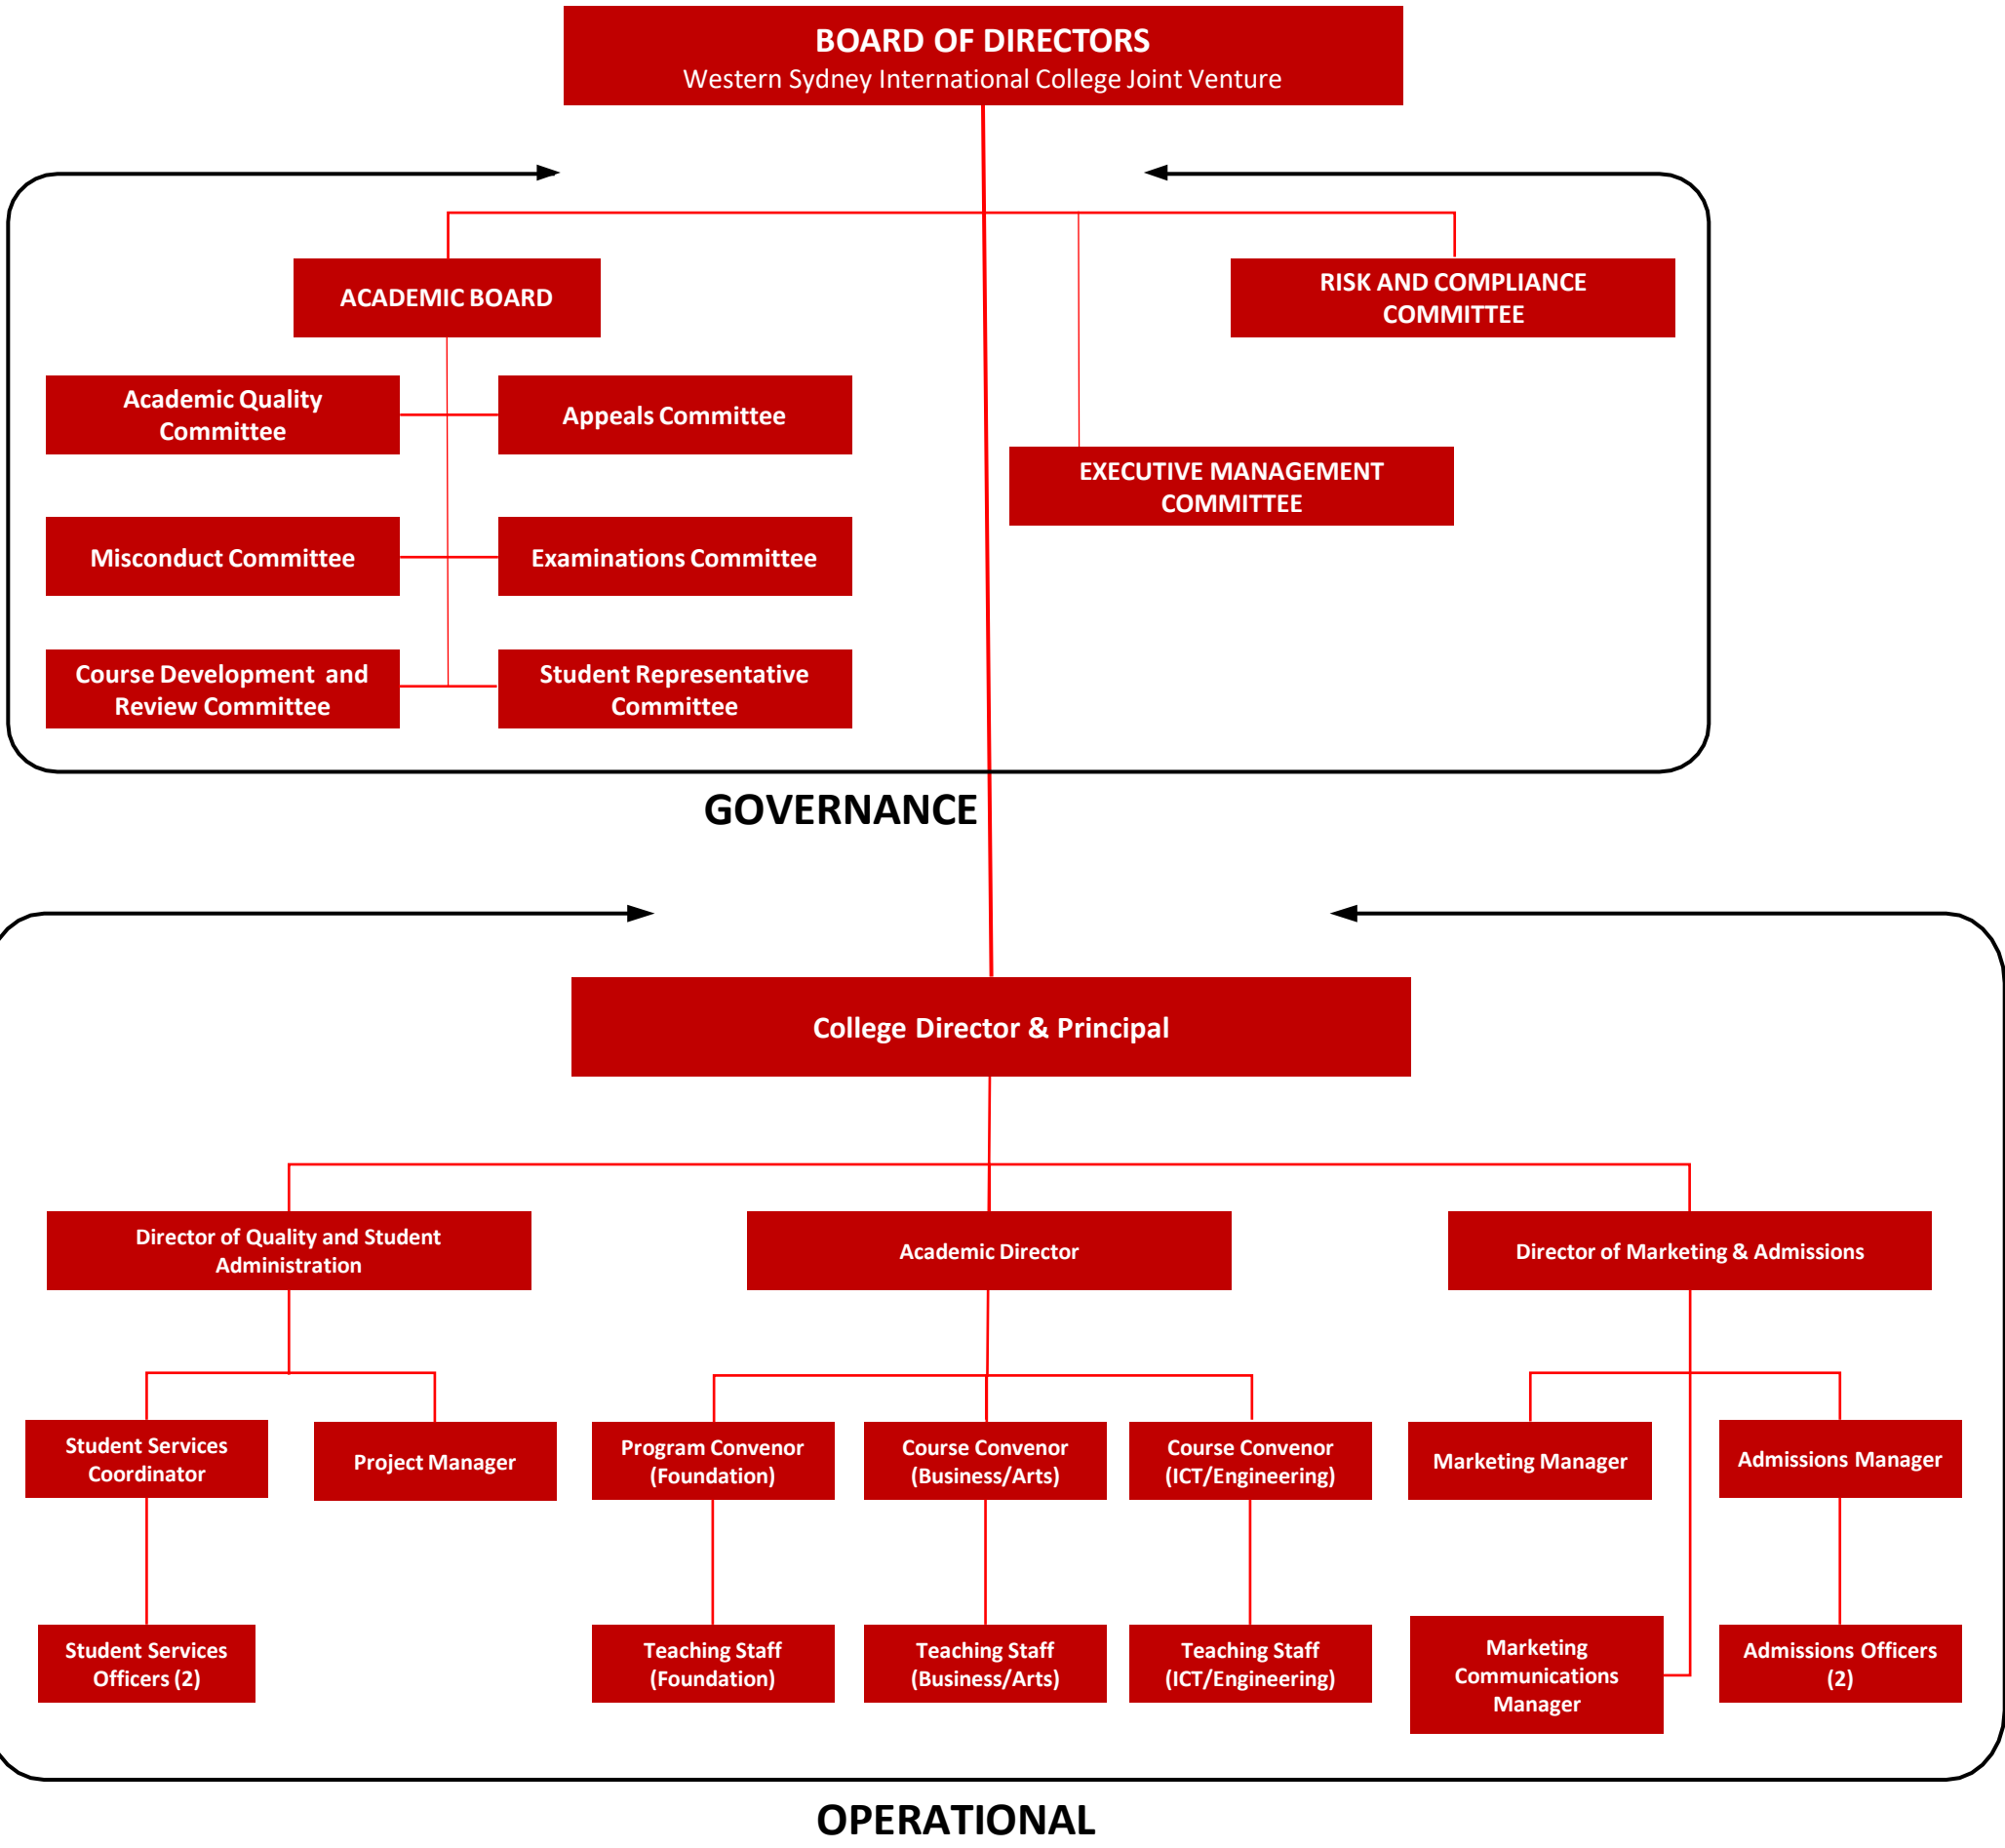 BOARD OF DIRECTORS
Western Sydney International College Joint Venture
ACADEMIC BOARD
RISK AND COMPLIANCE
COMMITTEE
Academic Quality
Committee
Appeals Committee
EXECUTIVE MANAGEMENT
COMMITTEE
Misconduct Committee
Examinations Committee
Course Development and
Review Committee
Student Representative
Committee
GOVERNANCE
College Director & Principal
Director of Quality and Student
Administration
Academic Director
Director of Marketing & Admissions
Student Services
Coordinator
Project Manager
Program Convenor
(Foundation)
Course Convenor
(Business/Arts)
Course Convenor
(ICT/Engineering)
Marketing Manager
Admissions Manager
Student Services
Officers (2)
Teaching Staff
(Foundation)
Teaching Staff
(Business/Arts)
Teaching Staff
(ICT/Engineering)
Marketing
Communications
Manager
Admissions Officers
(2)
OPERATIONAL